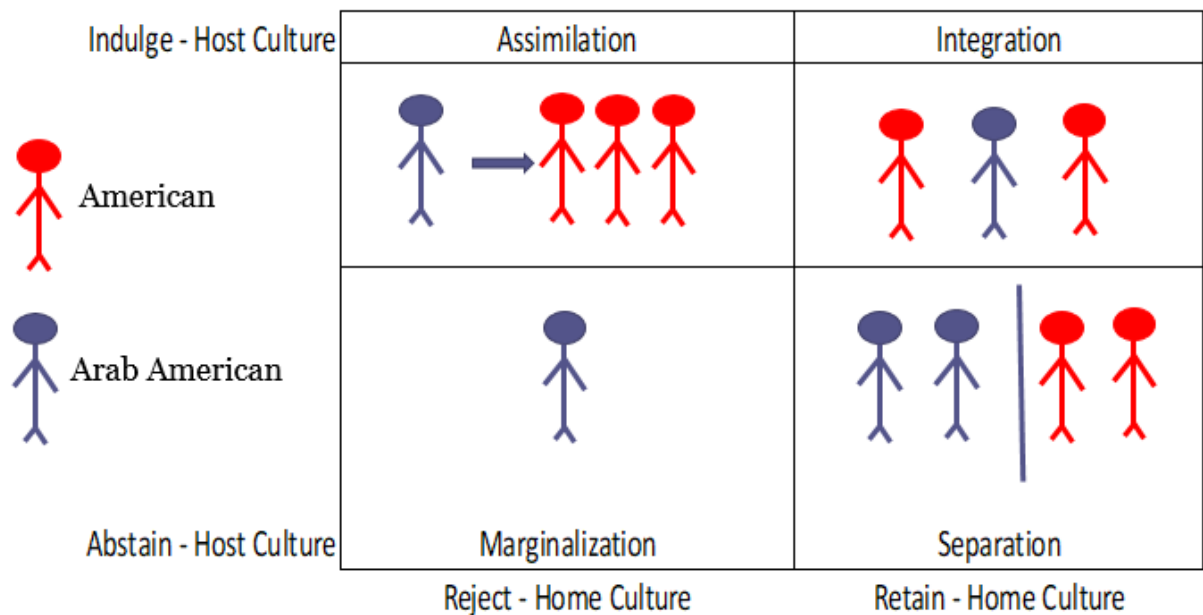 Indulge - Host Culture
Assimilation
Integration
American
Arab American
Abstain - Host Culture
Marginalization
Separation
Reject - Home Culture
Retain - Home Culture